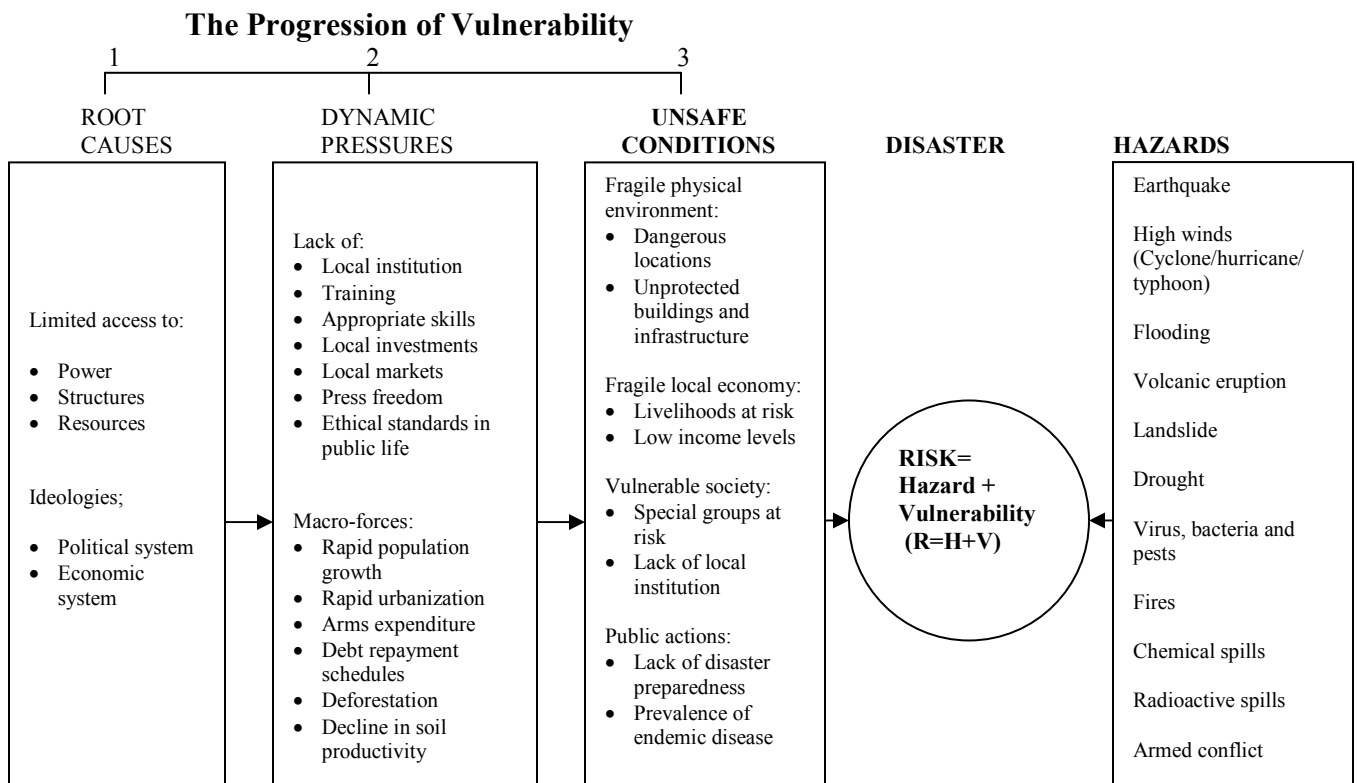 The Progression of Vulnerability
1
2
3
ROOT
CAUSES
DYNAMIC
PRESSURES
UNSAFE
CONDITIONS
DISASTER
HAZARDS
Limited access to:
• Power
• Structures
• Resources
Ideologies;
• Political system
• Economic
system
Lack of:
• Local institution
• Training
• Appropriate skills
• Local investments
• Local markets
• Press freedom
• Ethical standards in
public life
Macro-forces:
• Rapid population
growth
• Rapid urbanization
• Arms expenditure
• Debt repayment
schedules
• Deforestation
• Decline in soil
productivity
Fragile physical
environment:
• Dangerous
locations
• Unprotected
buildings and
infrastructure
Fragile local economy:
• Livelihoods at risk
• Low income levels
Vulnerable society:
• Special groups at
risk
• Lack of local
institution
Public actions:
• Lack of disaster
preparedness
• Prevalence of
endemic disease
RISK=
Hazard +
Vulnerability
(R=H+V)
Earthquake
High winds
(Cyclone/hurricane/
typhoon)
Flooding
Volcanic eruption
Landslide
Drought
Virus, bacteria and
pests
Fires
Chemical spills
Radioactive spills
Armed conflict